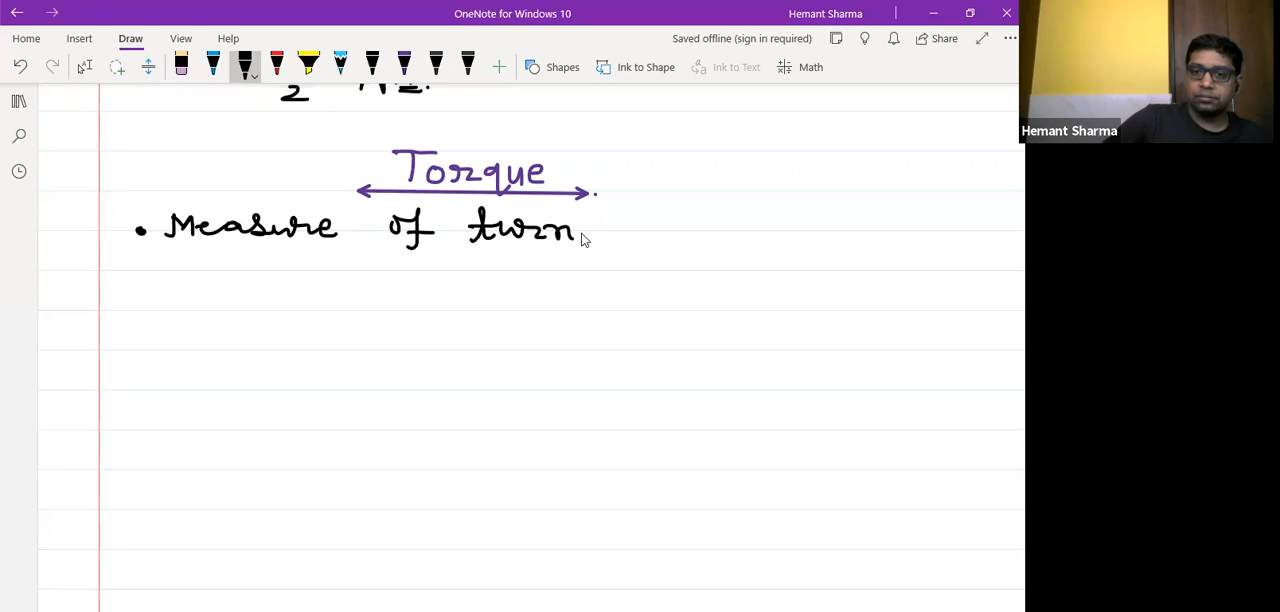 OneNote for Windows 10
Hemant Sharma
Home Insert Draw View Help
Saved offline (sign in required) Share
Shapes Ink to Shape Ink to Text Math
Hemant Sharma
2
Torque
• Measure of turn